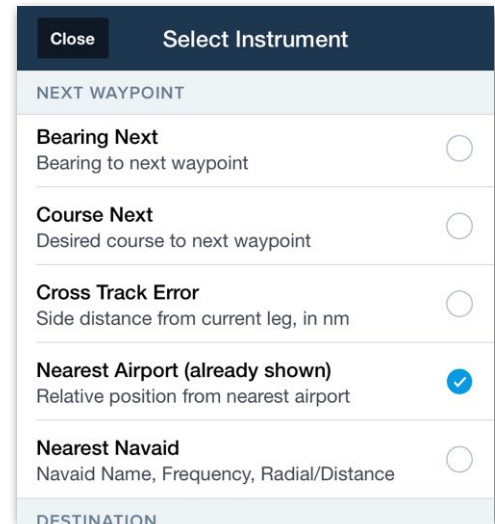 Close
Select Instrument
NEXT WAYPOINT
Bearing Next
Bearing to next waypoint
Course Next
Desired course to next waypoint
Cross Track Error
Side distance from current leg, in nm
Nearest Airport (already shown)
Relative position from nearest airport
Nearest Navaid
Navaid Name, Frequency, Radial/Distance
DESTINATION